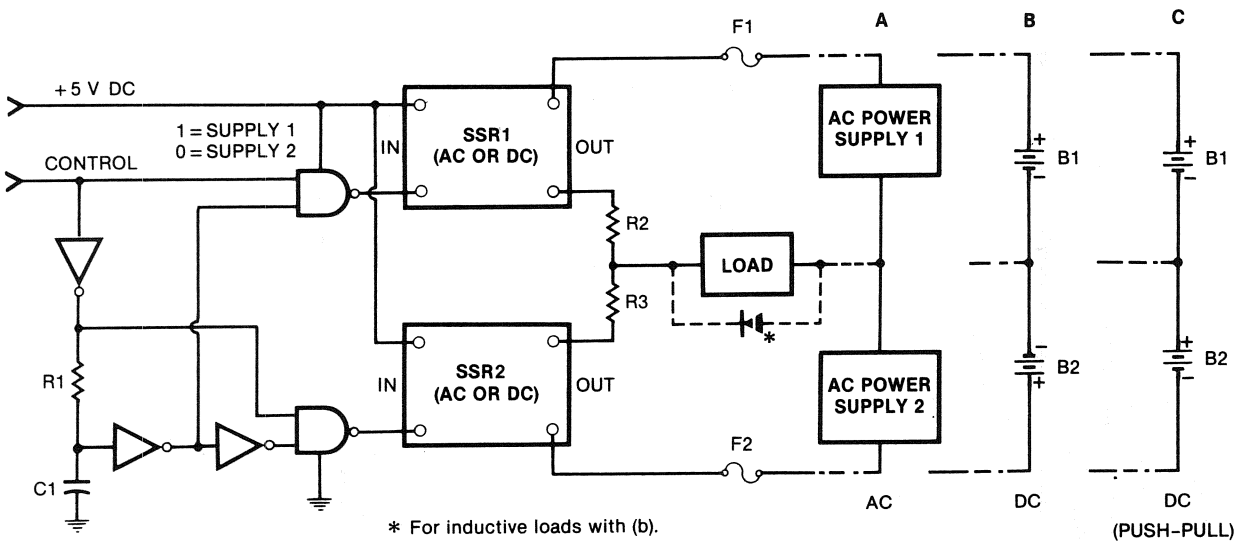 F1
A
B
C
+5 V DC
1 = SUPPLY 1
0 = SUPPLY 2
IN
SSR1
(AC OR DC)
OUT
AC POWER
SUPPLY 1
+
B1
−
+
B1
−
CONTROL
R2
LOAD
R3
*
R1
IN
SSR2
(AC OR DC)
OUT
AC POWER
SUPPLY 2
−
B2
+
+
B2
−
F2
C1
AC
DC
DC
(PUSH-PULL)
* For inductive loads with (b).